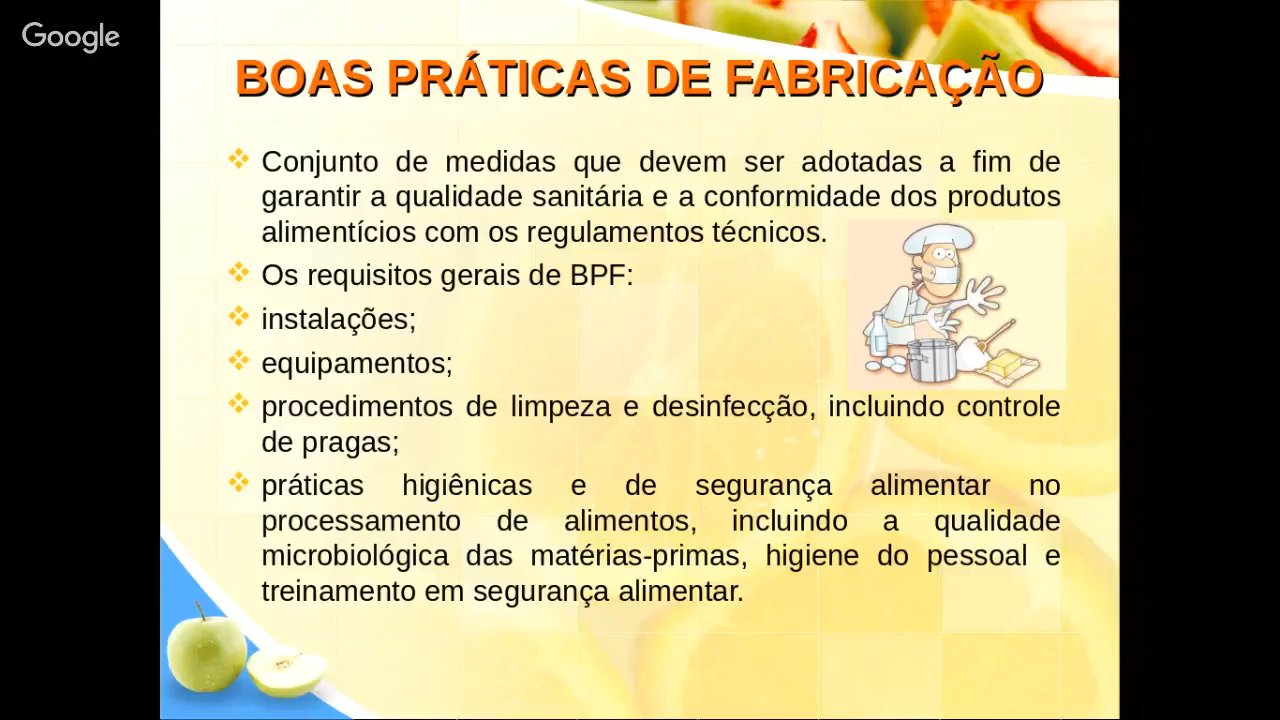 Google
BOAS PRÁTICAS DE FABRICAÇÃO
Conjunto de medidas que devem ser adotadas a fim de
garantir a qualidade sanitária e a conformidade dos produtos
alimentícios com os regulamentos técnicos.
Os requisitos gerais de BPF:
instalações;
equipamentos;
procedimentos de limpeza e desinfecção, incluindo controle
de pragas;
práticas higiênicas e de segurança alimentar no
processamento de alimentos, incluindo a qualidade
microbiológica das matérias-primas, higiene do pessoal e
treinamento em segurança alimentar.